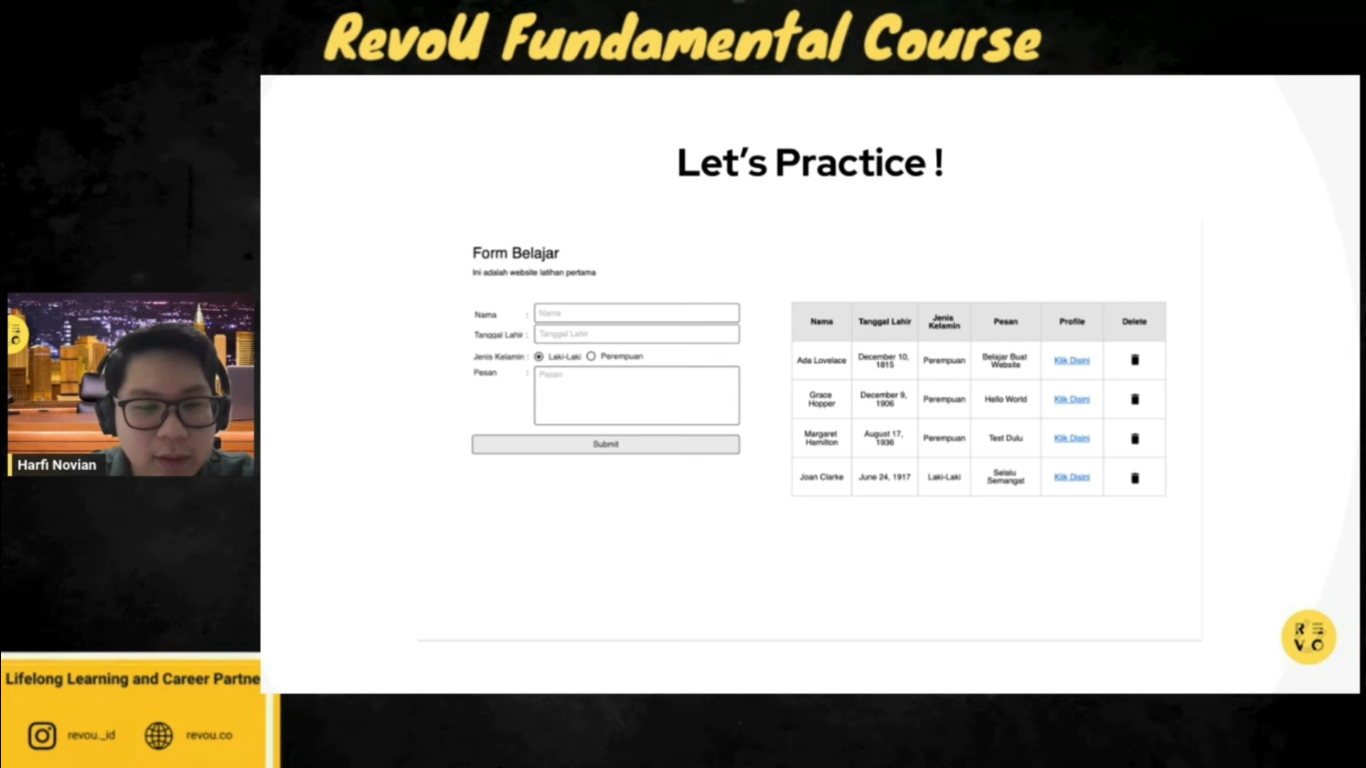 RevoU Fundamental Course
Let's Practice !
Form Belajar
Ini adalah website latihan pertama
Nama : Nama
Tanggal Lahir : Tanggal Lahir
Jenis Kelamin : Laki-Laki Perempuan
Pesan : Pesan
Submit
Nama Tanggal Lahir Jenis Kelamin Pesan Profile Delete
Ada Lovelace December 10, 1815 Perempuan Belajar Buat Website Klik Disini
Grace Hopper December 9, 1906 Perempuan Hello World Klik Disini
Margaret Hamilton August 17, 1936 Perempuan Test Dulu Klik Disini
Joan Clarke June 24, 1917 Laki-Laki Selalu Semangat Klik Disini
Harfi Novian
R E
V O
Lifelong Learning and Career Partne
revou_id
revou.co